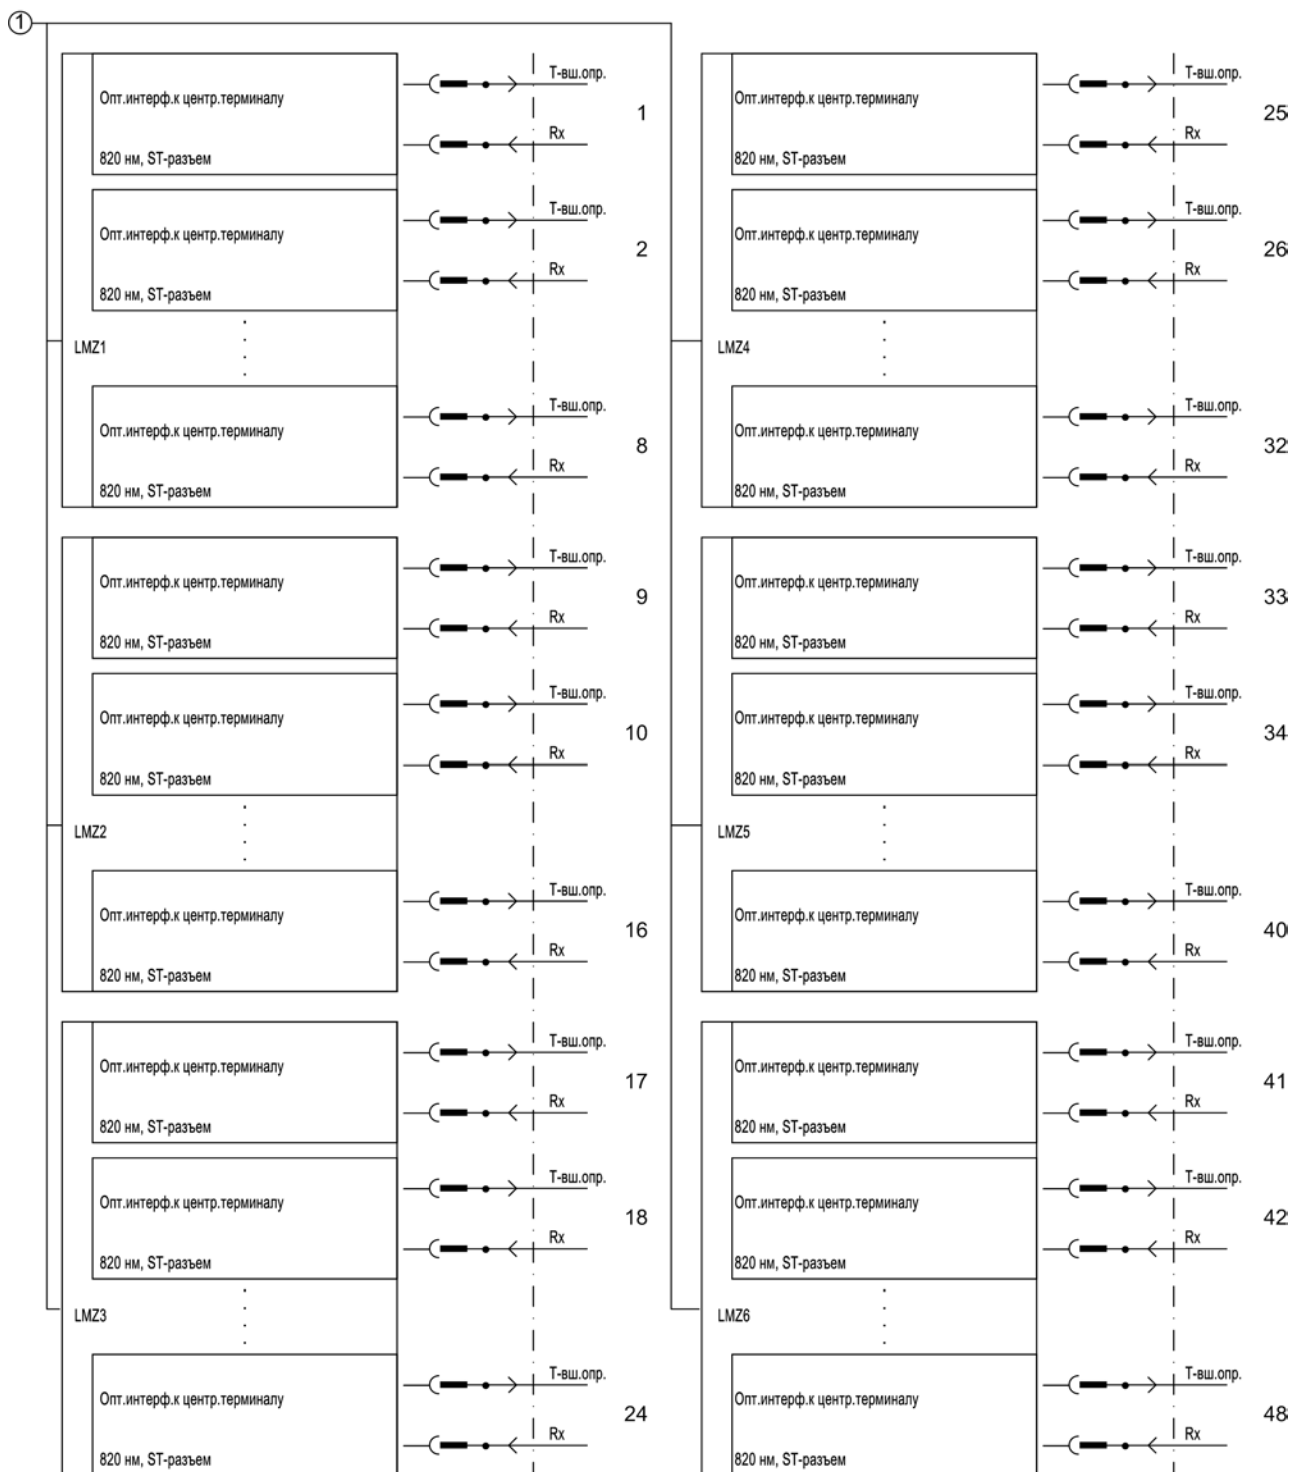 1
Опт.интерф.к центр.терминалу
820 нм, ST-разъем
Т-вш.опр.
Rx
1
Опт.интерф.к центр.терминалу
820 нм, ST-разъем
Т-вш.опр.
Rx
2
LMZ1
Опт.интерф.к центр.терминалу
820 нм, ST-разъем
Т-вш.опр.
Rx
8
Опт.интерф.к центр.терминалу
820 нм, ST-разъем
Т-вш.опр.
Rx
9
Опт.интерф.к центр.терминалу
820 нм, ST-разъем
Т-вш.опр.
Rx
10
LMZ2
Опт.интерф.к центр.терминалу
820 нм, ST-разъем
Т-вш.опр.
Rx
16
Опт.интерф.к центр.терминалу
820 нм, ST-разъем
Т-вш.опр.
Rx
17
Опт.интерф.к центр.терминалу
820 нм, ST-разъем
Т-вш.опр.
Rx
18
LMZ3
Опт.интерф.к центр.терминалу
820 нм, ST-разъем
Т-вш.опр.
Rx
24
Опт.интерф.к центр.терминалу
820 нм, ST-разъем
Т-вш.опр.
Rx
25
Опт.интерф.к центр.терминалу
820 нм, ST-разъем
Т-вш.опр.
Rx
26
LMZ4
Опт.интерф.к центр.терминалу
820 нм, ST-разъем
Т-вш.опр.
Rx
32
Опт.интерф.к центр.терминалу
820 нм, ST-разъем
Т-вш.опр.
Rx
33
Опт.интерф.к центр.терминалу
820 нм, ST-разъем
Т-вш.опр.
Rx
34
LMZ5
Опт.интерф.к центр.терминалу
820 нм, ST-разъем
Т-вш.опр.
Rx
40
Опт.интерф.к центр.терминалу
820 нм, ST-разъем
Т-вш.опр.
Rx
41
Опт.интерф.к центр.терминалу
820 нм, ST-разъем
Т-вш.опр.
Rx
42
LMZ6
Опт.интерф.к центр.терминалу
820 нм, ST-разъем
Т-вш.опр.
Rx
48